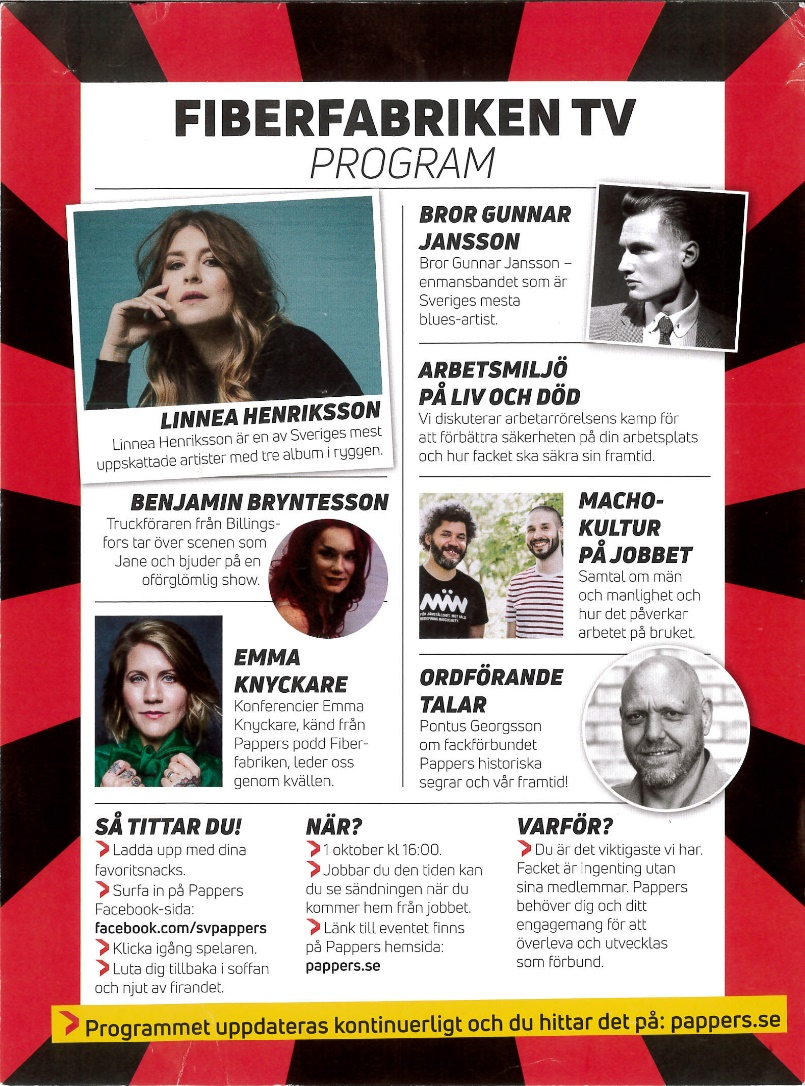 FIBERFABRIKEN TV
PROGRAM
LINNEA HENRIKSSON
Linnea Henriksson är en av Sveriges mest
uppskattade artister med tre album i ryggen.
BENJAMIN BRYNTESSON
Truckföraren från Billings-
fors tar över scenen som
Jane och bjuder på en
oförglömlig show.
EMMA
KNYCKARE
Konferencier Emma
Knyckare, känd från
Pappers podd Fiber-
fabriken, leder oss
genom kvällen.
BROR GUNNAR
JANSSON
Bror Gunnar Jansson –
enmansbandet som är
Sveriges mesta
blues-artist.
ARBETSMILJÖ
PÅ LIV OCH DÖD
Vi diskuterar arbetarrörelsens kamp för
att förbättra säkerheten på din arbetsplats
och hur facket ska säkra sin framtid.
MACHO-
KULTUR
PÅ JOBBET
Samtal om män
och manlighet och
hur det påverkar
arbetet på bruket.
MÄN
ORDFÖRANDE
TALAR
Pontus Georgsson
om fackförbundet
Pappers historiska
segrar och vår framtid!
SÅ TITTAR DU!
Ladda upp med dina
favoritsnacks.
Surfa in på Pappers
Facebook-sida:
facebook.com/svpappers
Klicka igång spelaren.
Luta dig tillbaka i soffan
och njut av firandet.
NÄR?
1 oktober kl 16:00.
Jobbar du den tiden kan
du se sändningen när du
kommer hem från jobbet.
Länk till eventet finns
på Pappers hemsida:
pappers.se
VARFÖR?
Du är det viktigaste vi har.
Facket är ingenting utan
sina medlemmar. Pappers
behöver dig och ditt
engagemang för att
överleva och utvecklas
som förbund.
Programmet uppdateras kontinuerligt och du hittar det på: pappers.se